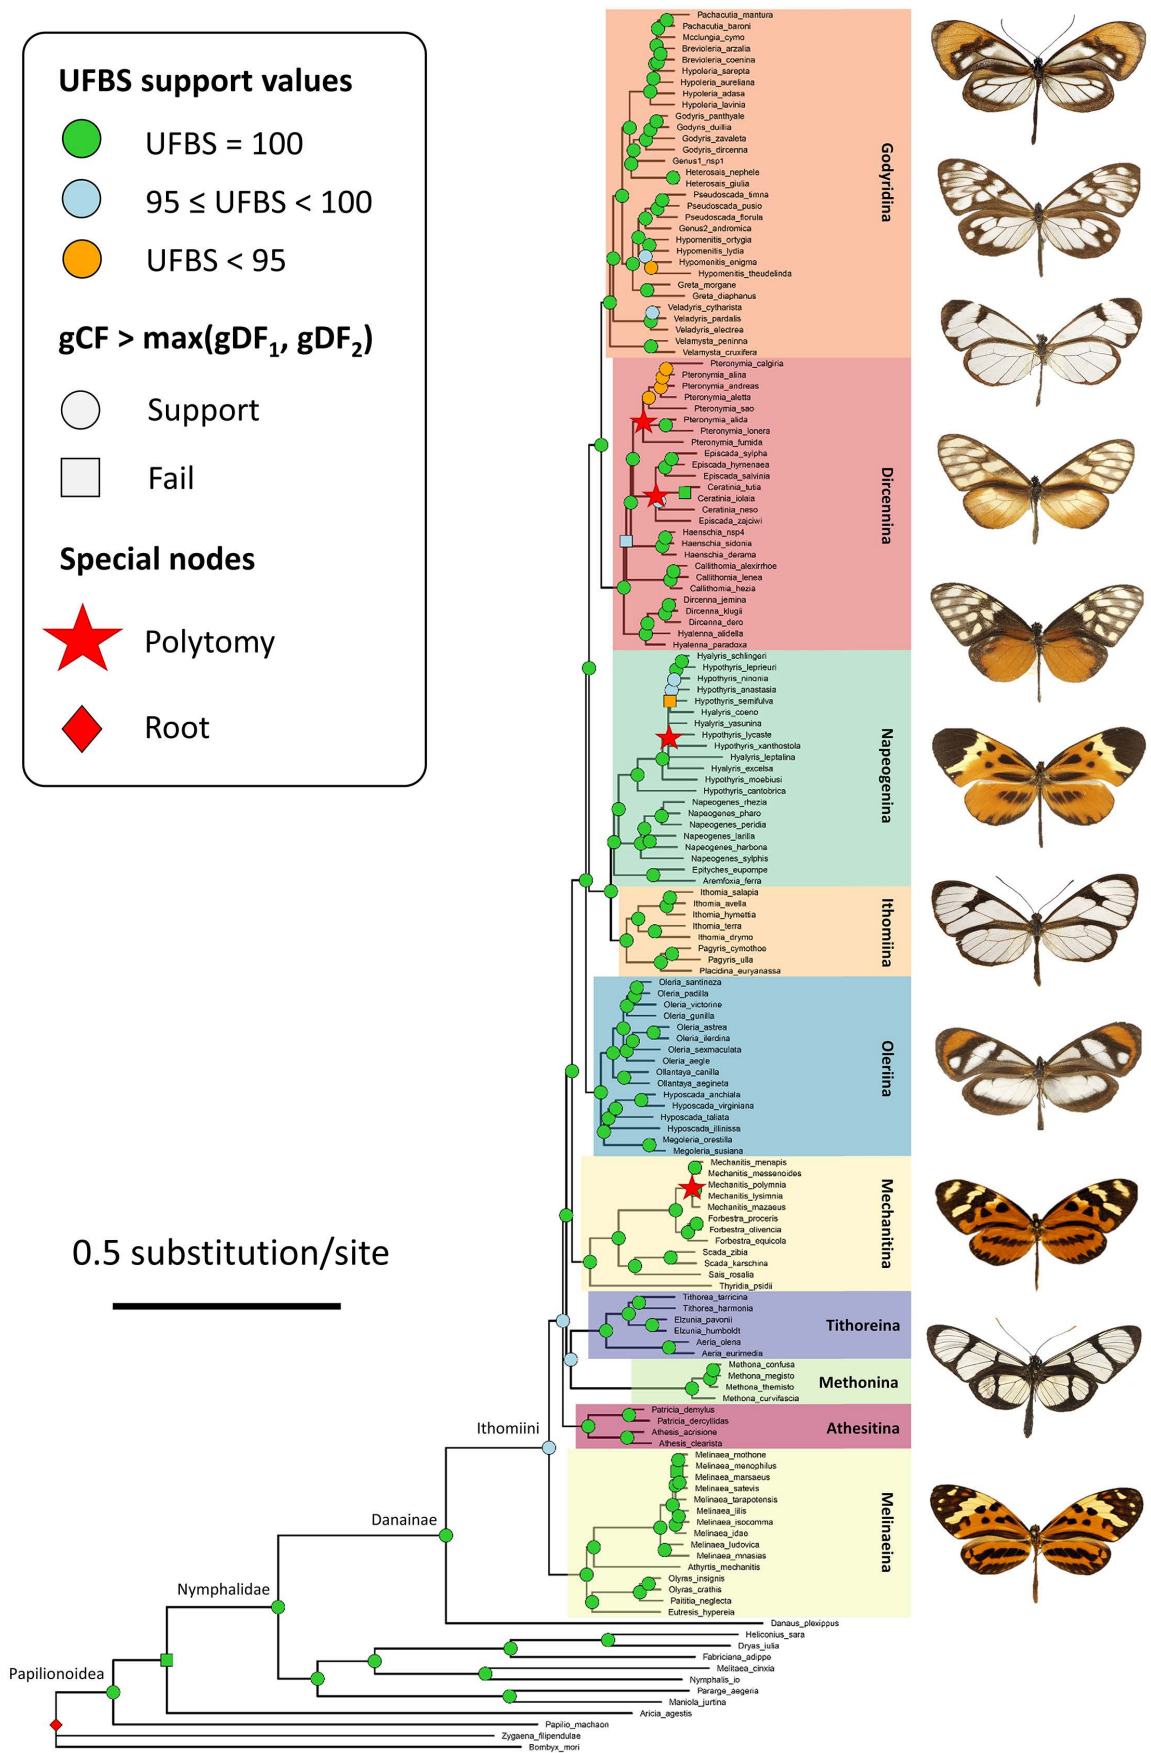 UFBS support values
UFBS = 100
95 ≤ UFBS < 100
UFBS < 95
gCF > max(gDF1, gDF2)
Support
Fail
Special nodes
Polytomy
Root
0.5 substitution/site
Ithomiini
Danainae
Nymphalidae
Papilionoidea
Pachacutia_mantura
Pachacutia_baroni
Mcclungia_cymo
Brevioleria_arzalia
Brevioleria_coenina
Hypoleria_sarepta
Hypoleria_aureliana
Hypoleria_adasa
Hypoleria_lavinia
Godyris_panthyale
Godyris_duillia
Godyris_zavaleta
Godyris_dircenna
Genus1_nsp1
Heterosais_nephele
Heterosais_giulia
Pseudoscada_timna
Pseudoscada_pusio
Pseudoscada_florula
Genus2_andromica
Hypomenitis_ortygia
Hypomenitis_lydia
Hypomenitis_enigma
Hypomenitis_theudelinda
Greta_morgane
Greta_diaphanus
Veladyris_cytharista
Veladyris_pardalis
Veladyris_electrea
Velamysta_peninna
Velamysta_cruxifera
Godyridina
Pteronymia_calgiria
Pteronymia_alina
Pteronymia_andreas
Pteronymia_aletta
Pteronymia_sao
Pteronymia_alida
Pteronymia_lonera
Pteronymia_fumida
Episcada_sylpha
Episcada_hymenaea
Episcada_salvinia
Ceratinia_tutia
Ceratinia_iolaia
Ceratinia_neso
Episcada_zajciwi
Haenschia_nsp4
Haenschia_sidonia
Haenschia_derama
Callithomia_alexirrhoe
Callithomia_lenea
Callithomia_hezia
Dircenna_jemina
Dircenna_klugii
Dircenna_dero
Hyalenna_alidella
Hyalenna_paradoxa
Dircennina
Hyalyris_schlingeri
Hypothyris_leprieuri
Hypothyris_ninonia
Hypothyris_anastasia
Hypothyris_semifulva
Hyalyris_coeno
Hyalyris_yasunina
Hypothyris_lycaste
Hypothyris_xanthostola
Hyalyris_leptalina
Hyalyris_excelsa
Hypothyris_moebiusi
Hypothyris_cantobrica
Napeogenes_rhezia
Napeogenes_pharo
Napeogenes_peridia
Napeogenes_larilla
Napeogenes_harbona
Napeogenes_sylphis
Epityches_eupompe
Aremfoxia_ferra
Napeogenina
Ithomia_salapia
Ithomia_avella
Ithomia_hymettia
Ithomia_terra
Ithomia_drymo
Pagyris_cymothoe
Pagyris_ulla
Placidina_euryanassa
Ithomiina
Oleria_santineza
Oleria_padilla
Oleria_victorine
Oleria_gunilla
Oleria_astrea
Oleria_ilerdina
Oleria_sexmaculata
Oleria_aegle
Ollantaya_canilla
Ollantaya_aegineta
Hyposcada_anchiala
Hyposcada_virginiana
Hyposcada_taliata
Hyposcada_illinissa
Megoleria_orestilla
Megoleria_susiana
Oleriina
Mechanitis_menapis
Mechanitis_messenoides
Mechanitis_polymnia
Mechanitis_lysimnia
Mechanitis_mazaeus
Forbestra_proceris
Forbestra_olivencia
Forbestra_equicola
Scada_zibia
Scada_karschina
Sais_rosalia
Thyridia_psidii
Mechanitina
Tithorea_tarricina
Tithorea_harmonia
Elzunia_pavonii
Elzunia_humboldt
Aeria_olena
Aeria_eurimedia
Tithoreina
Methona_confusa
Methona_megisto
Methona_themisto
Methona_curvifascia
Methonina
Patricia_demylus
Patricia_dercyllidas
Athesis_acrisione
Athesis_clearista
Athesitina
Melinaea_mothone
Melinaea_menophilus
Melinaea_marsaeus
Melinaea_satevis
Melinaea_tarapotensis
Melinaea_lilis
Melinaea_isocomma
Melinaea_idae
Melinaea_ludovica
Melinaea_mnasias
Athyrtis_mechanitis
Olyras_insignis
Olyras_crathis
Paititia_neglecta
Eutresis_hypereia
Melinaeina
Danaus_plexippus
Heliconius_sara
Dryas_iulia
Fabriciana_adippe
Melitaea_cinxia
Nymphalis_io
Pararge_aegeria
Maniola_jurtina
Aricia_agestis
Papilio_machaon
Zygaena_filipendulae
Bombyx_mori